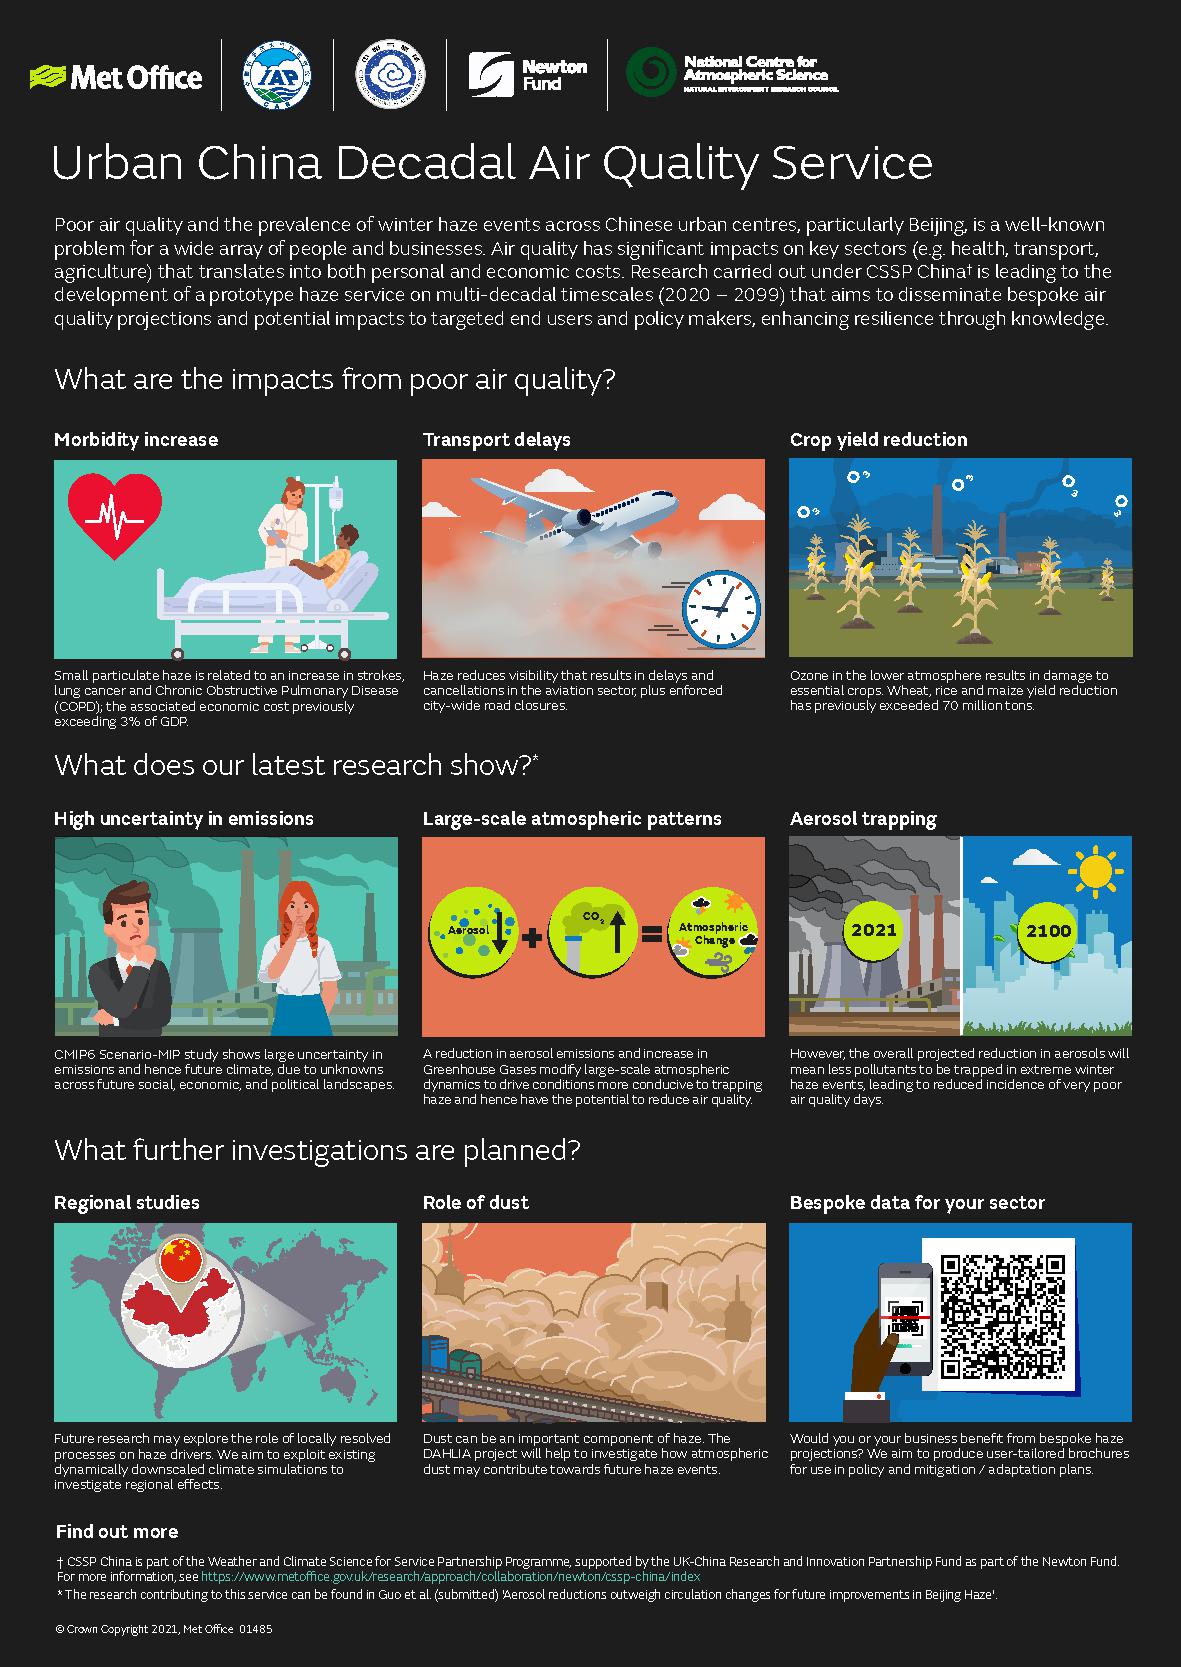 Met Office
IAP
Newton
Fund
National Centre for
Atmospheric Science
NATURAL ENVIRONMENT RESEARCH COUNCIL
Urban China Decadal Air Quality Service
Poor air quality and the prevalence of winter haze events across Chinese urban centres, particularly Beijing, is a well-known
problem for a wide array of people and businesses. Air quality has significant impacts on key sectors (e.g. health, transport,
agriculture) that translates into both personal and economic costs. Research carried out under CSSP China† is leading to the
development of a prototype haze service on multi-decadal timescales (2020 – 2099) that aims to disseminate bespoke air
quality projections and potential impacts to targeted end users and policy makers, enhancing resilience through knowledge.
What are the impacts from poor air quality?
Morbidity increase
Small particulate haze is related to an increase in strokes,
lung cancer and Chronic Obstructive Pulmonary Disease
(COPD); the associated economic cost previously
exceeding 3% of GDP.
Transport delays
Haze reduces visibility that results in delays and
cancellations in the aviation sector, plus enforced
city-wide road closures.
Crop yield reduction
O3
O3
O3
O3
O3
Ozone in the lower atmosphere results in damage to
essential crops. Wheat, rice and maize yield reduction
has previously exceeded 70 million tons.
What does our latest research show?*
High uncertainty in emissions
CMIP6 Scenario-MIP study shows large uncertainty in
emissions and hence future climate, due to unknowns
across future social, economic, and political landscapes.
Large-scale atmospheric patterns
Aerosol
+
CO2
=
Atmospheric
Change
A reduction in aerosol emissions and increase in
Greenhouse Gases modify large-scale atmospheric
dynamics to drive conditions more conducive to trapping
haze and hence have the potential to reduce air quality.
Aerosol trapping
2021
2100
However, the overall projected reduction in aerosols will
mean less pollutants to be trapped in extreme winter
haze events, leading to reduced incidence of very poor
air quality days.
What further investigations are planned?
Regional studies
Future research may explore the role of locally resolved
processes on haze drivers. We aim to exploit existing
dynamically downscaled climate simulations to
investigate regional effects.
Role of dust
Dust can be an important component of haze. The
DAHLIA project will help to investigate how atmospheric
dust may contribute towards future haze events.
Bespoke data for your sector
Would you or your business benefit from bespoke haze
projections? We aim to produce user-tailored brochures
for use in policy and mitigation / adaptation plans.
Find out more
† CSSP China is part of the Weather and Climate Science for Service Partnership Programme, supported by the UK-China Research and Innovation Partnership Fund as part of the Newton Fund.
For more information, see https://www.metoffice.gov.uk/research/approach/collaboration/newton/cssp-china/index
* The research contributing to this service can be found in Guo et al. (submitted) 'Aerosol reductions outweigh circulation changes for future improvements in Beijing Haze'.
© Crown Copyright 2021, Met Office 01485